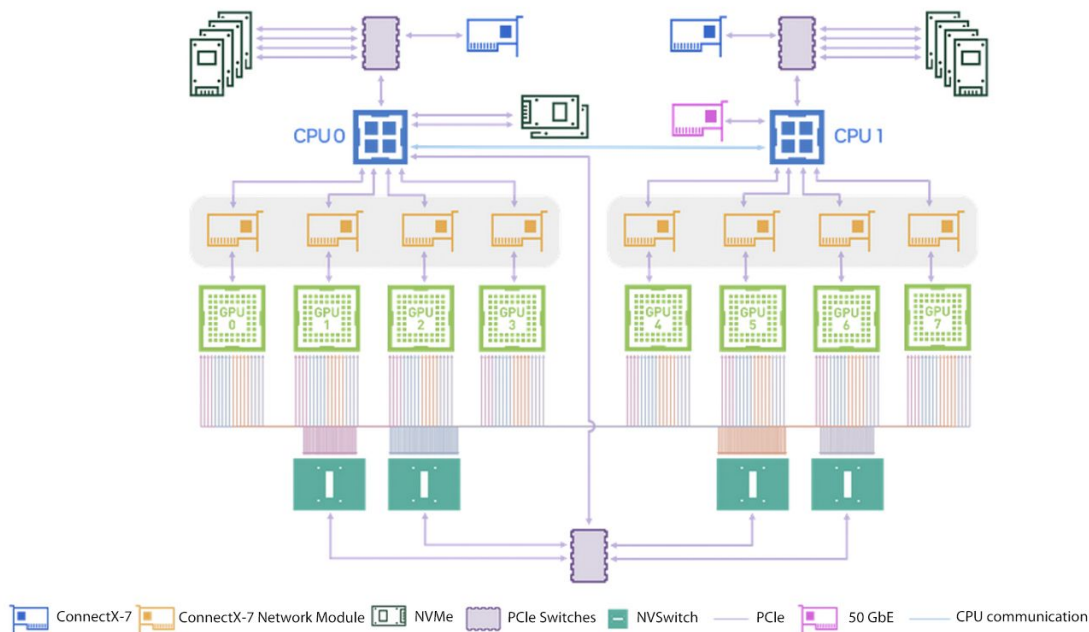 CPU 0
CPU 1
GPU 0
GPU 1
GPU 2
GPU 3
GPU 4
GPU 5
GPU 6
GPU 7
ConnectX-7
ConnectX-7 Network Module
NVMe
PCIe Switches
NVSwitch
PCIe
50 GbE
CPU communication